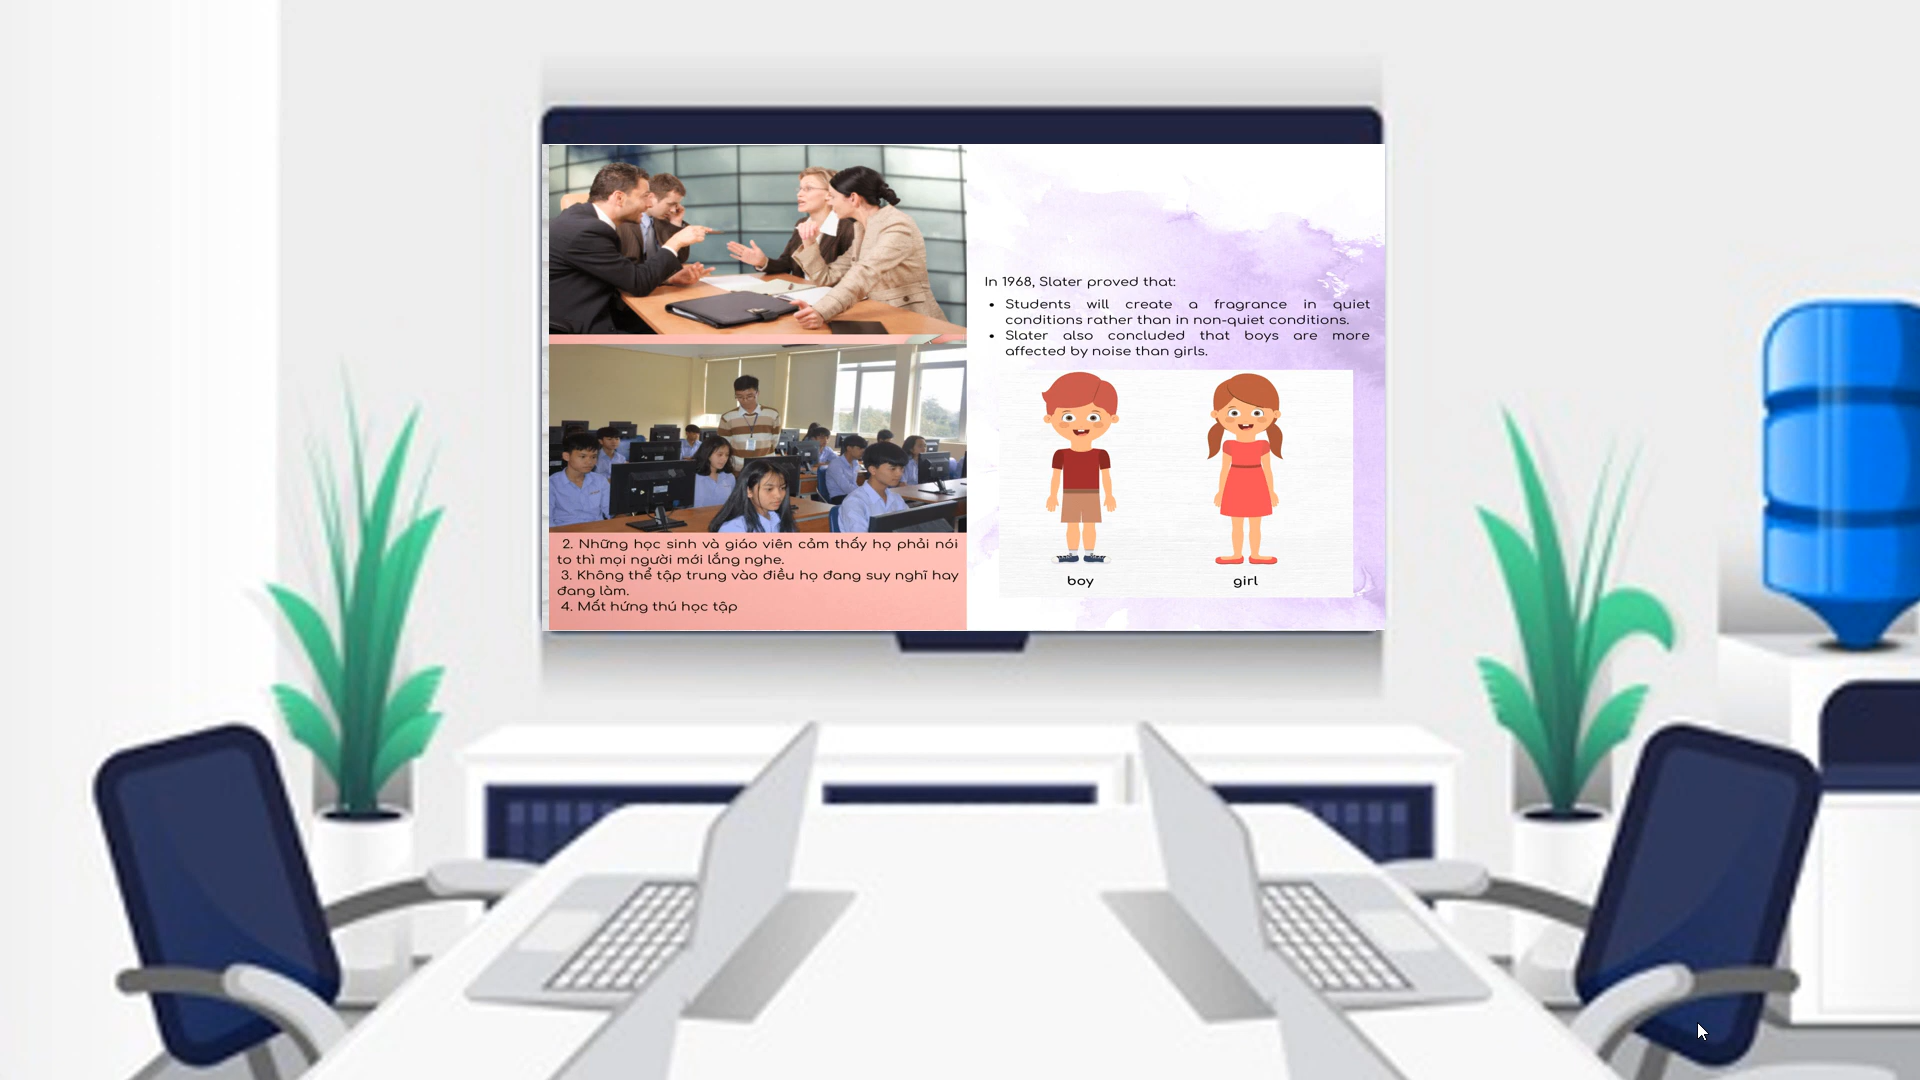 2. Những học sinh và giáo viên cảm thấy họ phải nói
to thì mọi người mới lắng nghe.
3. Không thể tập trung vào điều họ đang suy nghĩ hay
đang làm.
4. Mất hứng thú học tập
In 1968, Slater proved that:
• Students will create a fragrance in quiet
conditions rather than in non-quiet conditions.
• Slater also concluded that boys are more
affected by noise than girls.
boy
girl